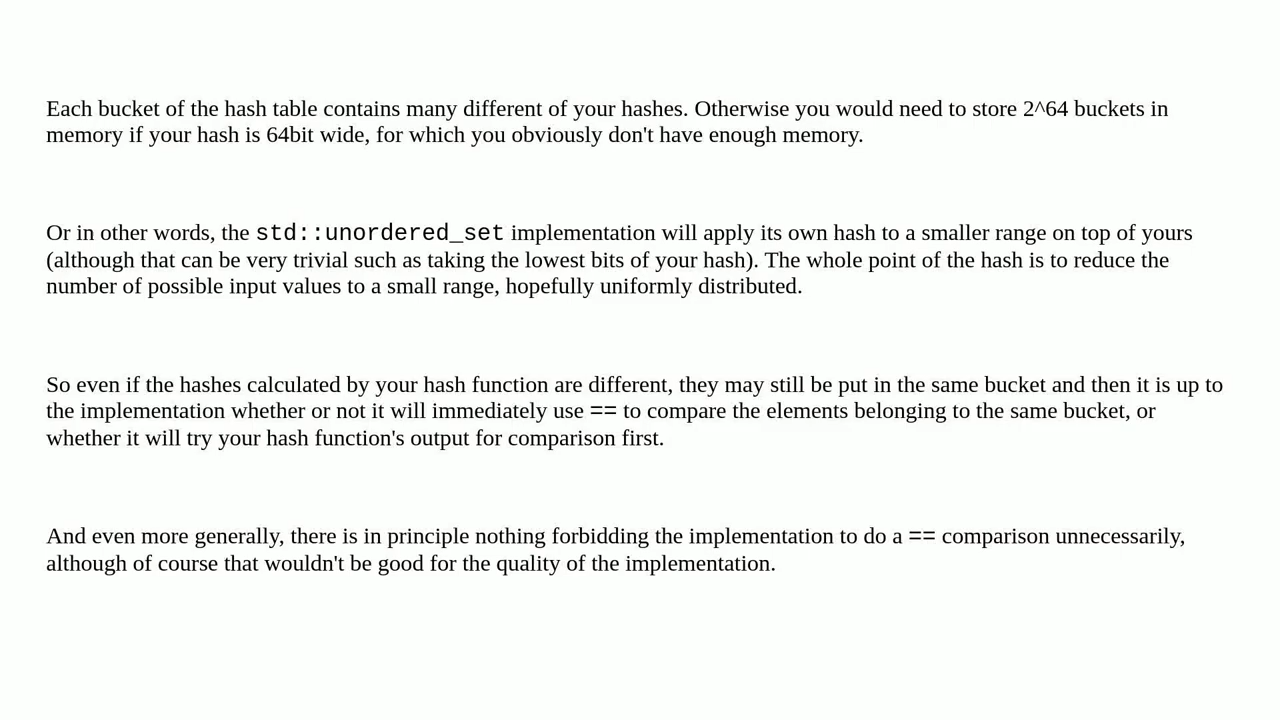 Each bucket of the hash table contains many different of your hashes. Otherwise you would need to store 2^64 buckets in
memory if your hash is 64bit wide, for which you obviously don't have enough memory.
Or in other words, the std::unordered_set implementation will apply its own hash to a smaller range on top of yours
(although that can be very trivial such as taking the lowest bits of your hash). The whole point of the hash is to reduce the
number of possible input values to a small range, hopefully uniformly distributed.
So even if the hashes calculated by your hash function are different, they may still be put in the same bucket and then it is up to
the implementation whether or not it will immediately use == to compare the elements belonging to the same bucket, or
whether it will try your hash function's output for comparison first.
And even more generally, there is in principle nothing forbidding the implementation to do a == comparison unnecessarily,
although of course that wouldn't be good for the quality of the implementation.